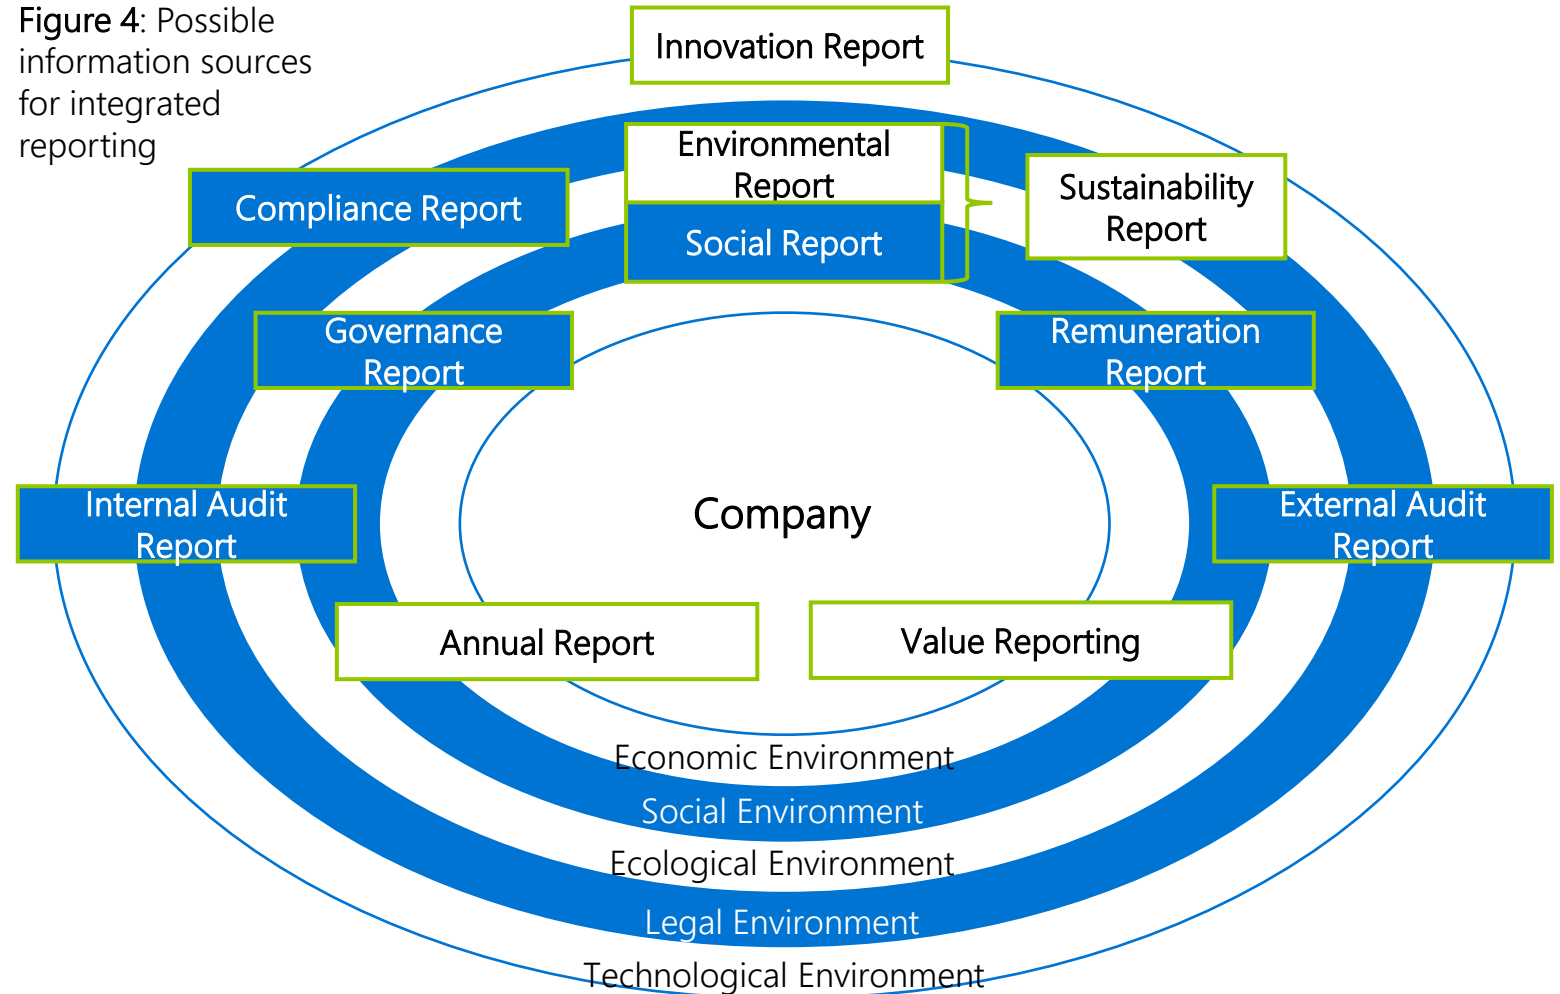 Figure 4: Possible
information sources
for integrated
reporting
Innovation Report
Environmental
Report
Social Report
Compliance Report
Sustainability
Report
Governance
Report
Remuneration
Report
Internal Audit
Report
Company
External Audit
Report
Annual Report
Value Reporting
Economic Environment
Social Environment
Ecological Environment
Legal Environment
Technological Environment